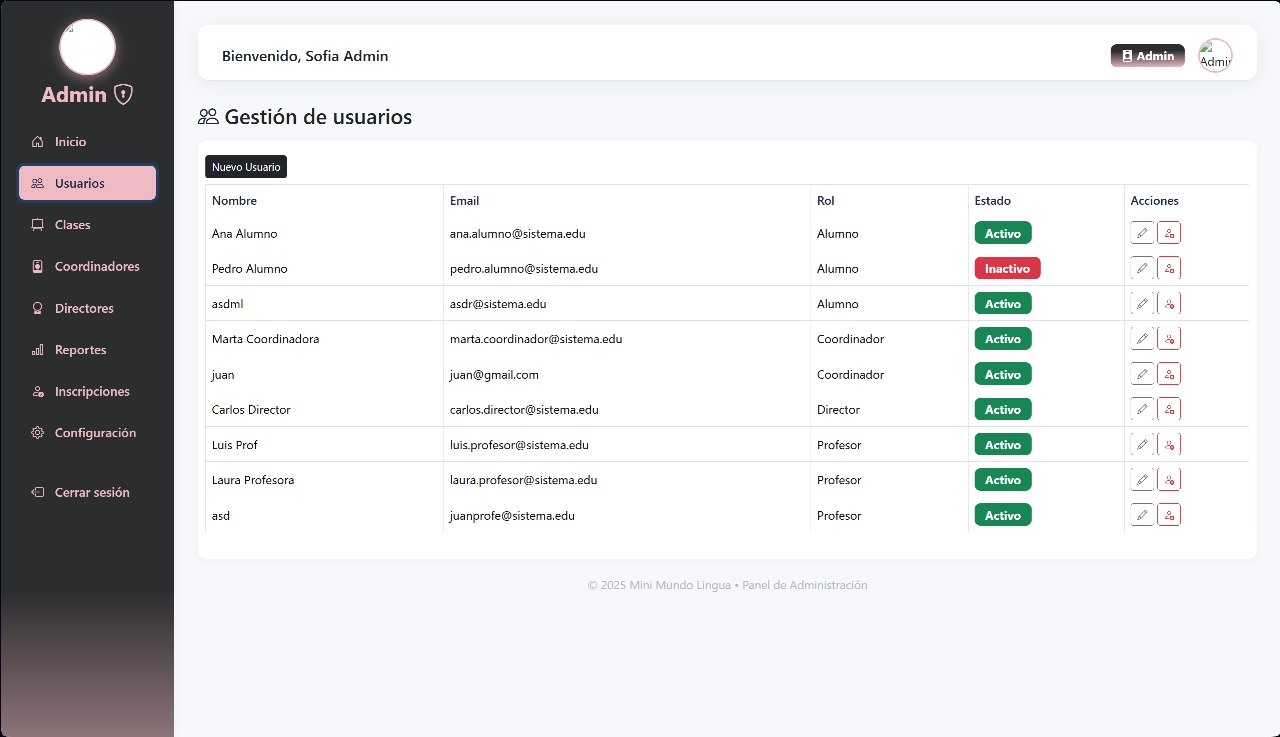 Bienvenido, Sofia Admin
Admin
Admin
Admin
Inicio
Usuarios
Clases
Coordinadores
Directores
Reportes
Inscripciones
Configuración
Cerrar sesión
Gestión de usuarios
Nuevo Usuario
Nombre Email Rol Estado Acciones
Ana Alumno ana.alumno@sistema.edu Alumno Activo
Pedro Alumno pedro.alumno@sistema.edu Alumno Inactivo
asdml asdr@sistema.edu Alumno Activo
Marta Coordinadora marta.coordinador@sistema.edu Coordinador Activo
juan juan@gmail.com Coordinador Activo
Carlos Director carlos.director@sistema.edu Director Activo
Luis Prof luis.profesor@sistema.edu Profesor Activo
Laura Profesora laura.profesor@sistema.edu Profesor Activo
asd juanprofe@sistema.edu Profesor Activo
© 2025 Mini Mundo Lingua • Panel de Administración